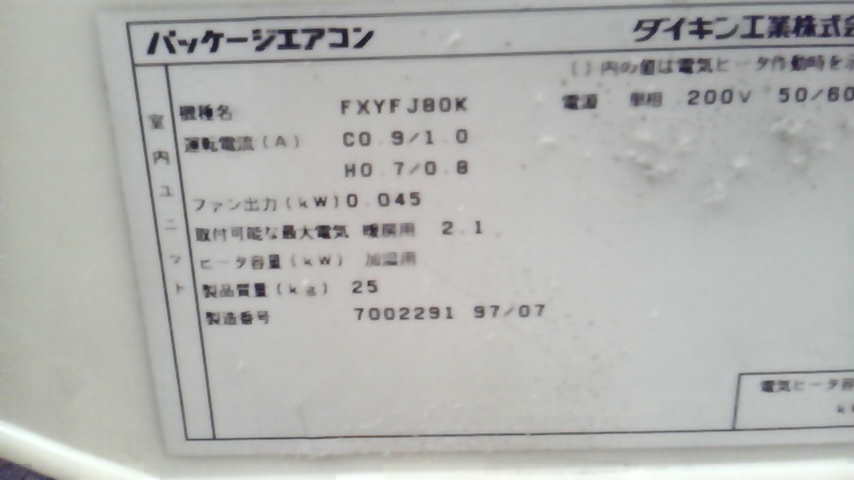 パッケージエアコン ダイキン工業株式会
( )内の値は電気ヒータ作動時を示
室内ユニット
機種名 FXYFJ80K 電源 単相 200V 50/60
運転電流(A) C0.9/1.0
H0.7/0.8
ファン出力(kW) 0.045
取付可能な最大電気 暖房用 2.1
ヒータ容量(kW) 加湿用
製品質量(kg) 25
製造番号 7002291 97/07
電気ヒータ容